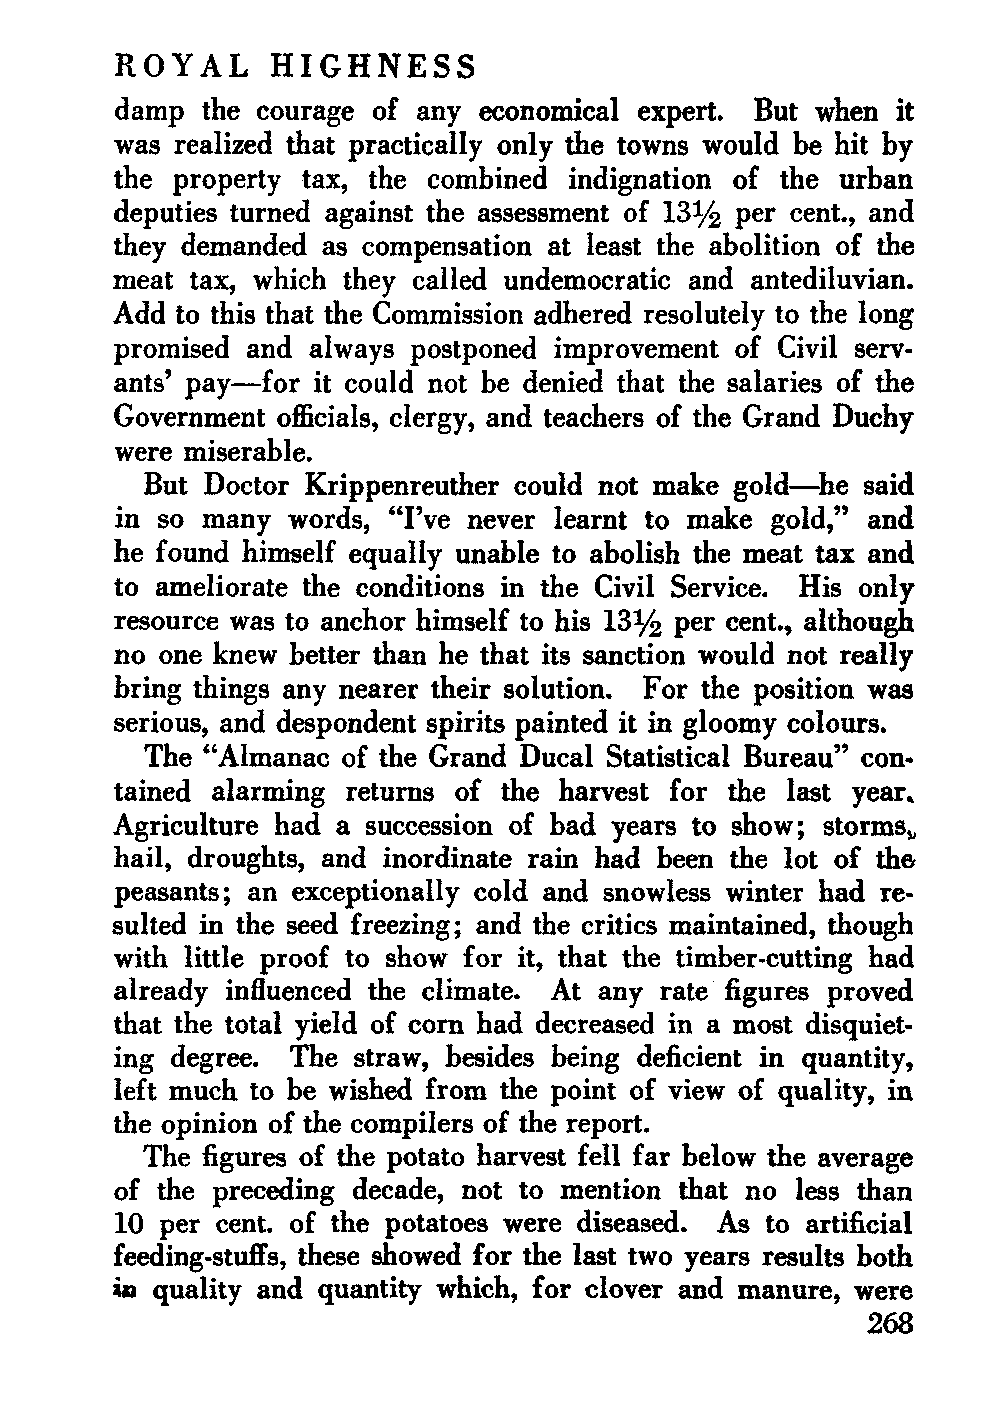 ROYAL HIGHNESS
damp the courage of any economical expert. But when it
was realized that practically only the towns would be hit by
the property tax, the combined indignation of the urban
deputies turned against the assessment of 13½ per cent., and
they demanded as compensation at least the abolition of the
meat tax, which they called undemocratic and antediluvian.
Add to this that the Commission adhered resolutely to the long
promised and always postponed improvement of Civil serv-
ants’ pay—for it could not be denied that the salaries of the
Government officials, clergy, and teachers of the Grand Duchy
were miserable.
But Doctor Krippenreuther could not make gold—he said
in so many words, “I’ve never learnt to make gold,” and
he found himself equally unable to abolish the meat tax and
to ameliorate the conditions in the Civil Service. His only
resource was to anchor himself to his 13½ per cent., although
no one knew better than he that its sanction would not really
bring things any nearer their solution. For the position was
serious, and despondent spirits painted it in gloomy colours.
The “Almanac of the Grand Ducal Statistical Bureau” con-
tained alarming returns of the harvest for the last year.
Agriculture had a succession of bad years to show; storms,
hail, droughts, and inordinate rain had been the lot of the
peasants; an exceptionally cold and snowless winter had re-
sulted in the seed freezing; and the critics maintained, though
with little proof to show for it, that the timber-cutting had
already influenced the climate. At any rate figures proved
that the total yield of corn had decreased in a most disquiet-
ing degree. The straw, besides being deficient in quantity,
left much to be wished from the point of view of quality, in
the opinion of the compilers of the report.
The figures of the potato harvest fell far below the average
of the preceding decade, not to mention that no less than
10 per cent. of the potatoes were diseased. As to artificial
feeding-stuffs, these showed for the last two years results both
in quality and quantity which, for clover and manure, were
268